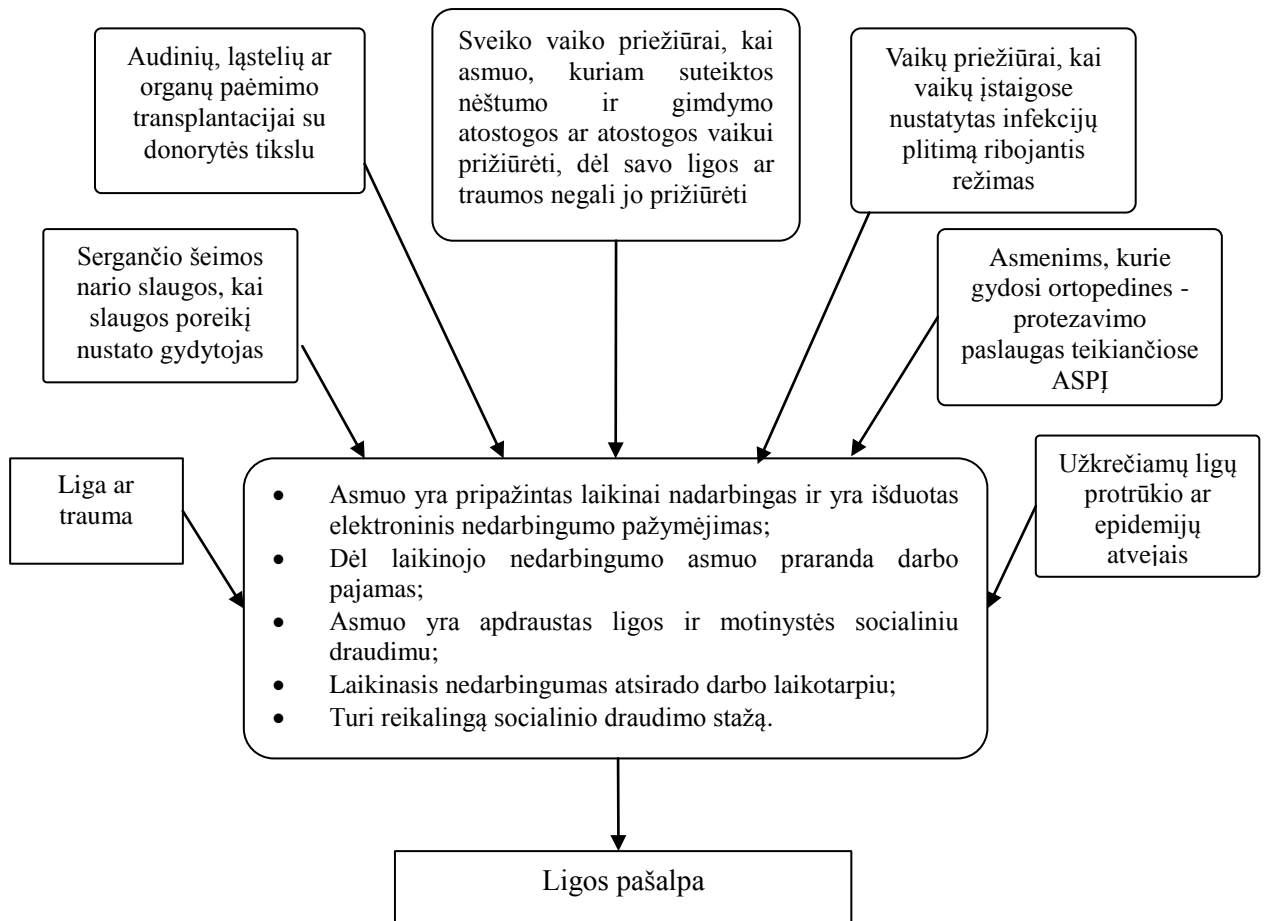 Audinių, ląstelių ar
organų paėmimo
transplantacijai su
donorytės tikslu
Sveiko vaiko priežiūrai, kai
asmuo, kuriam suteiktos
nėštumo ir gimdymo
atostogos ar atostogos vaikui
prižiūrėti, dėl savo ligos ar
traumos negali jo prižiūrėti
Vaikų priežiūrai, kai
vaikų įstaigose
nustatytas infekcijų
plitimą ribojantis
režimas
Sergančio šeimos
nario slaugos, kai
slaugos poreikį
nustato gydytojas
Asmenims, kurie
gydosi ortopedines -
protezavimo
paslaugas teikiančiose
ASPĮ
Liga ar
trauma
• Asmuo yra pripažintas laikinai nadarbingas ir yra išduotas
elektroninis nedarbingumo pažymėjimas;
• Dėl laikinojo nedarbingumo asmuo praranda darbo
pajamas;
• Asmuo yra apdraustas ligos ir motinystės socialiniu
draudimu;
• Laikinasis nedarbingumas atsirado darbo laikotarpiu;
• Turi reikalingą socialinio draudimo stažą.
Užkrečiamų ligų
protrūkio ar
epidemijų
atvejais
Ligos pašalpa